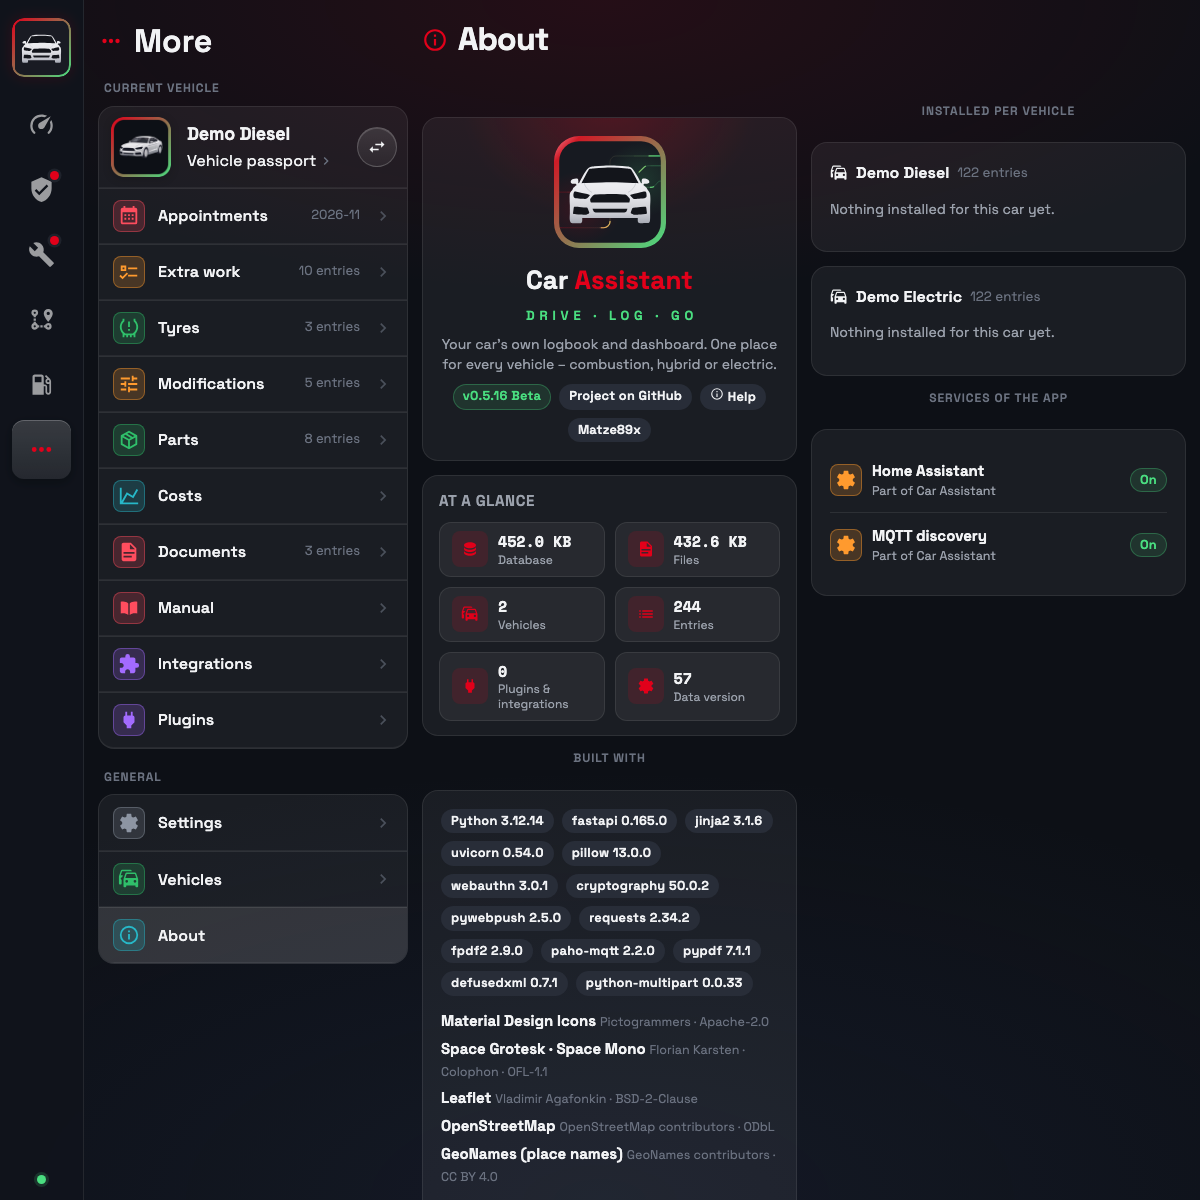 More
CURRENT VEHICLE
Demo Diesel
Vehicle passport
Appointments 2026-11
Extra work 10 entries
Tyres 3 entries
Modifications 5 entries
Parts 8 entries
Costs
Documents 3 entries
Manual
Integrations
Plugins
GENERAL
Settings
Vehicles
About
About
Car Assistant
DRIVE · LOG · GO
Your car's own logbook and dashboard. One place
for every vehicle – combustion, hybrid or electric.
v0.5.16 Beta Project on GitHub Help
Matze89x
AT A GLANCE
452.0 KB
Database
432.6 KB
Files
2
Vehicles
244
Entries
0
Plugins &
integrations
57
Data version
BUILT WITH
Python 3.12.14 fastapi 0.165.0 jinja2 3.1.6
uvicorn 0.54.0 pillow 13.0.0
webauthn 3.0.1 cryptography 50.0.2
pywebpush 2.5.0 requests 2.34.2
fpdf2 2.9.0 paho-mqtt 2.2.0 pypdf 7.1.1
defusedxml 0.7.1 python-multipart 0.0.33
Material Design Icons Pictogrammers · Apache-2.0
Space Grotesk · Space Mono Florian Karsten ·
Colophon · OFL-1.1
Leaflet Vladimir Agafonkin · BSD-2-Clause
OpenStreetMap OpenStreetMap contributors · ODbL
GeoNames (place names) GeoNames contributors ·
CC BY 4.0
INSTALLED PER VEHICLE
Demo Diesel 122 entries
Nothing installed for this car yet.
Demo Electric 122 entries
Nothing installed for this car yet.
SERVICES OF THE APP
Home Assistant
Part of Car Assistant
On
MQTT discovery
Part of Car Assistant
On